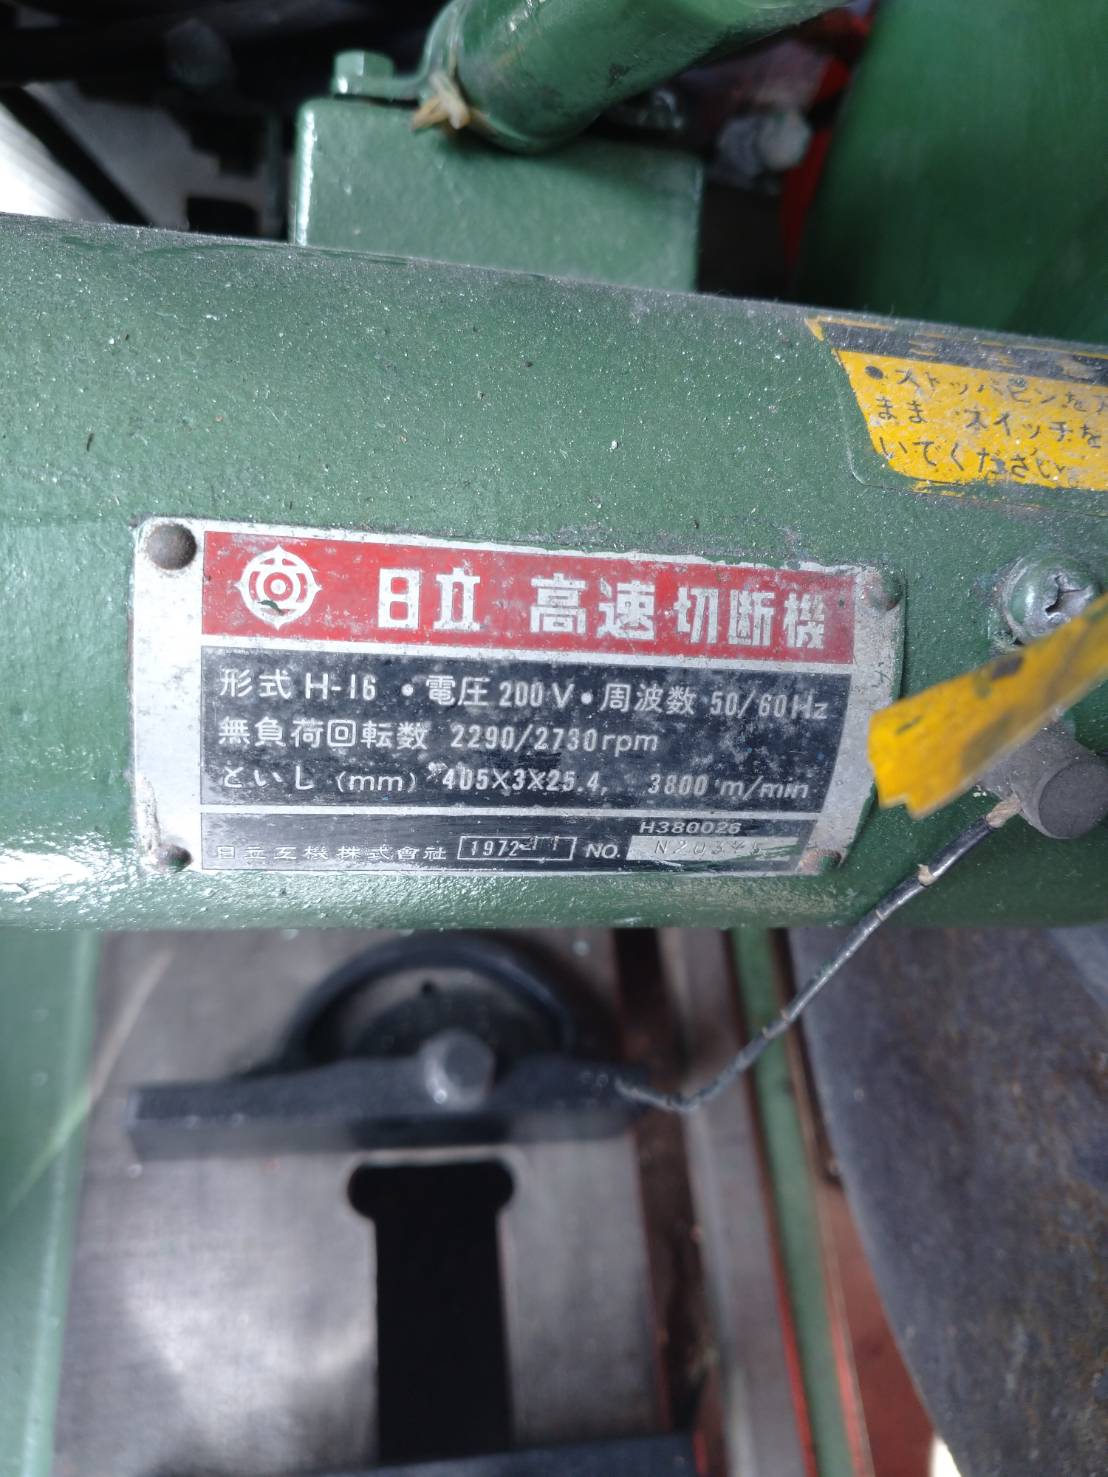 ・ストッパピンを
まま スイッチを
いでください。
日立 高速切断機
形式 H-16 ・電圧 200V・周波数 50/60Hz
無負荷回転数 2290/2730rpm
といし (mm) 405×3×25.4, 3800 m/min
H380026
日立工機株式會社 1972 NO.